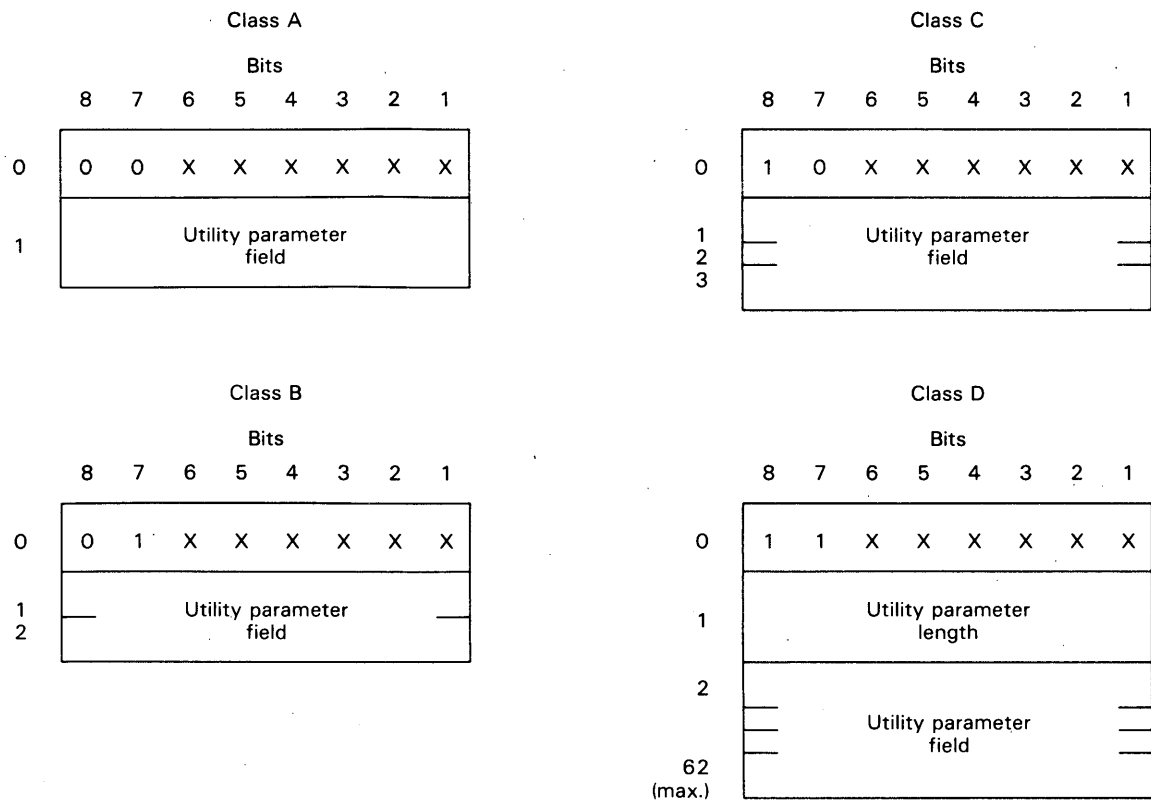 Class A
Bits
8 7 6 5 4 3 2 1
0 0 0 X X X X X X
1 Utility parameter
field
Class C
Bits
8 7 6 5 4 3 2 1
0 1 0 X X X X X X
1 Utility parameter
2 field
3
Class B
Bits
8 7 6 5 4 3 2 1
0 0 1 X X X X X X
1 Utility parameter
2 field
Class D
Bits
8 7 6 5 4 3 2 1
0 1 1 X X X X X X
1 Utility parameter
length
2
Utility parameter
field
62
(max.)